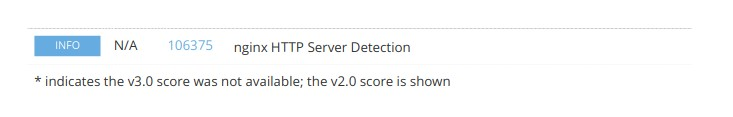 INFO N/A 106375 nginx HTTP Server Detection
* indicates the v3.0 score was not available; the v2.0 score is shown